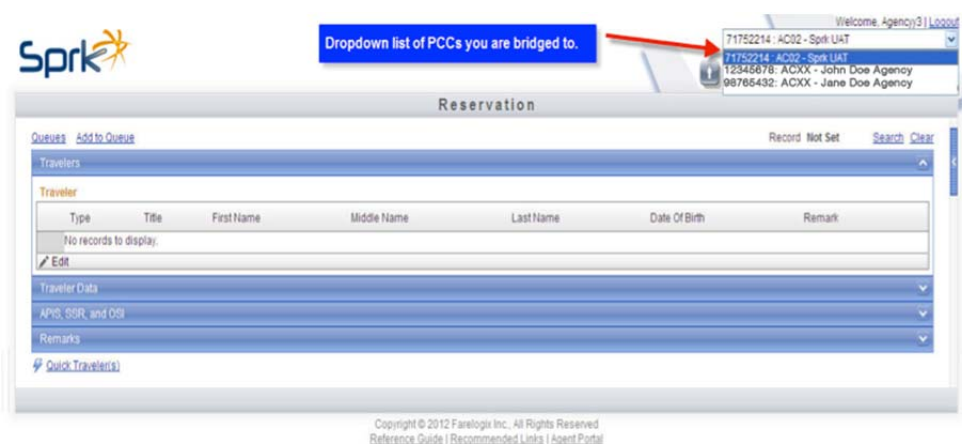 Welcome, Agencyy3 | Logout
Sprk
Dropdown list of PCCs you are bridged to.
71752214 : AC02 - Sprk UAT
71752214 : AC02 - Sprk UAT
12345678: ACXX - John Doe Agency
98765432: ACXX - Jane Doe Agency
Reservation
Queues Add to Queue Record Not Set Search Clear
Travelers
Traveler
Type Title First Name Middle Name Last Name Date Of Birth Remark
No records to display.
Edit
Traveler Data
APIS, SSR, and OSI
Remarks
Quick Traveler(s)
Copyright © 2012 Farelogix Inc., All Rights Reserved
Reference Guide | Recommended Links | Agent Portal